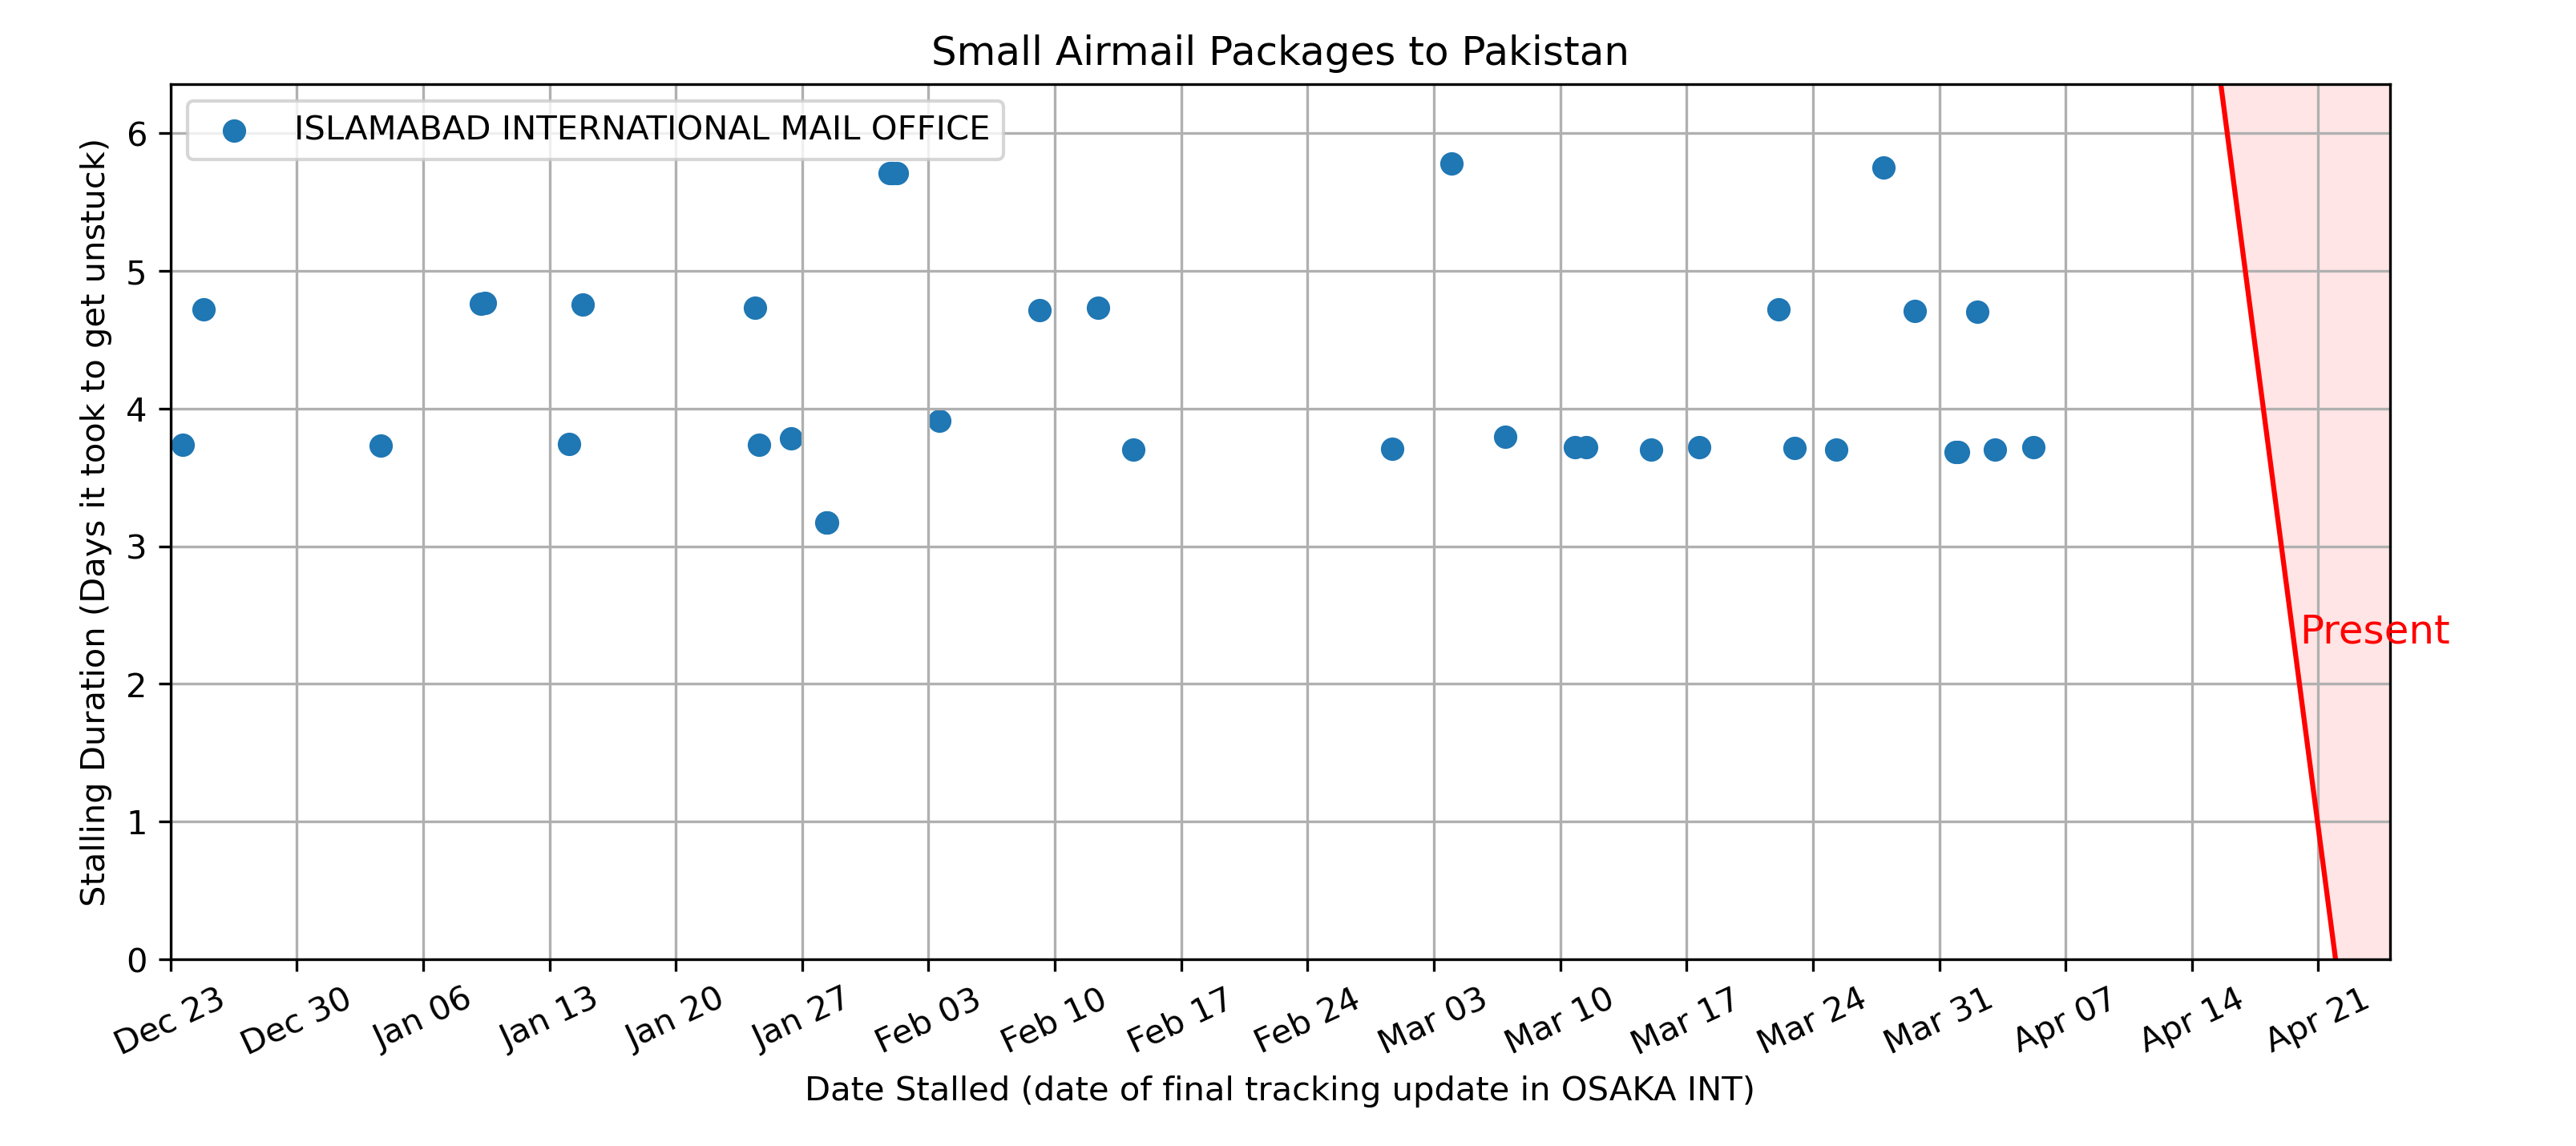 Small Airmail Packages to Pakistan
ISLAMABAD INTERNATIONAL MAIL OFFICE
Stalling Duration (Days it took to get unstuck)
6
5
4
3
2
1
0
Present
Dec 23
Dec 30
Jan 06
Jan 13
Jan 20
Jan 27
Feb 03
Feb 10
Feb 17
Feb 24
Mar 03
Mar 10
Mar 17
Mar 24
Mar 31
Apr 07
Apr 14
Apr 21
Date Stalled (date of final tracking update in OSAKA INT)